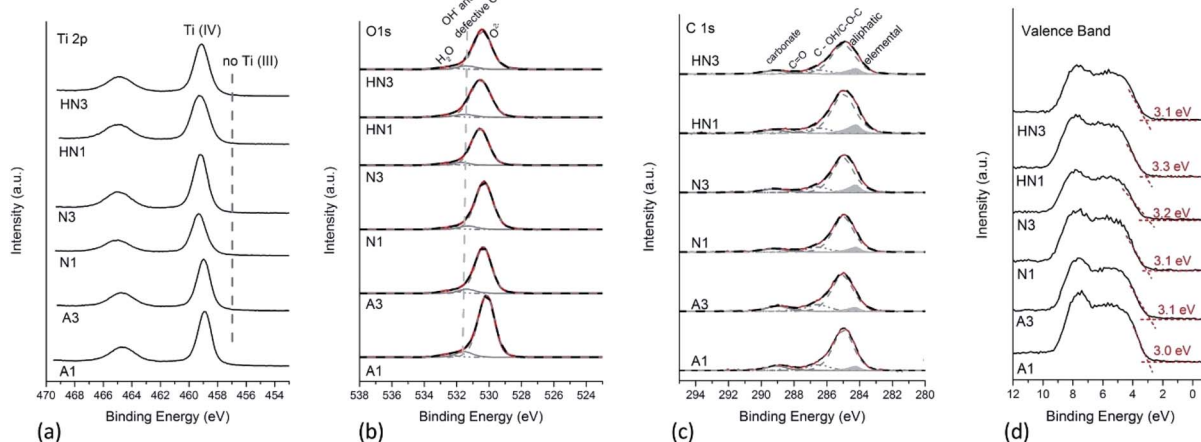 Ti 2p
Ti (IV)
no Ti (III)
HN3
HN1
N3
N1
A3
A1
Intensity (a.u.)
470 468 466 464 462 460 458 456 454
Binding Energy (eV)
(a)
O1s
H2O
OH- and
defective O
O2-
HN3
HN1
N3
N1
A3
A1
Intensity (a.u.)
538 536 534 532 530 528 526 524
Binding Energy (eV)
(b)
C 1s
carbonate
C=O
C - OH/C-O-C
aliphatic
elemental
HN3
HN1
N3
N1
A3
A1
Intensity (a.u.)
294 292 290 288 286 284 282 280
Binding Energy (eV)
(c)
Valence Band
3.1 eV
HN3
3.3 eV
HN1
3.2 eV
N3
3.1 eV
N1
3.1 eV
A3
3.0 eV
A1
Inensity (a.u.)
12 10 8 6 4 2 0
Binding Energy (eV)
(d)